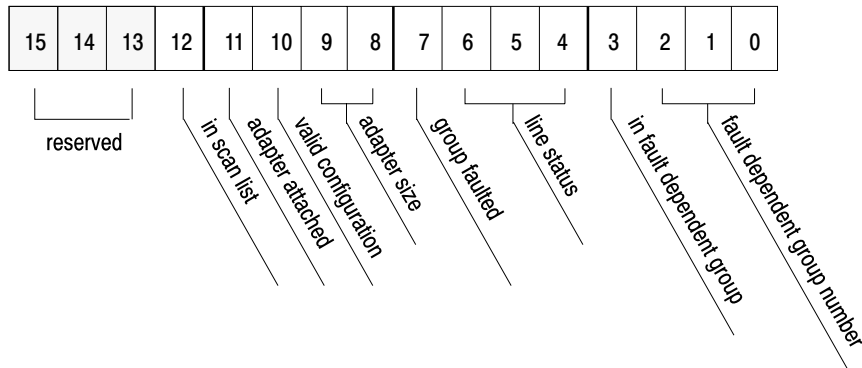 15 14 13 12 11 10 9 8 7 6 5 4 3 2 1 0
reserved
in scan list
adapter attached
valid configuration
adapter size
group faulted
line status
in fault dependent group
fault dependent group number